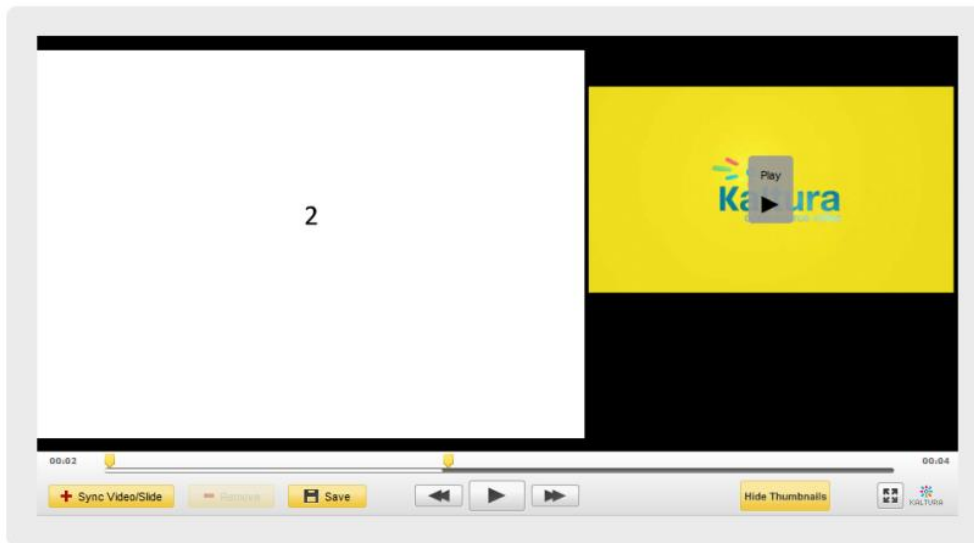 2
Play
Kaltura
00:02
00:04
Sync Video/Slide
Remove
Save
Hide Thumbnails
KALTURA